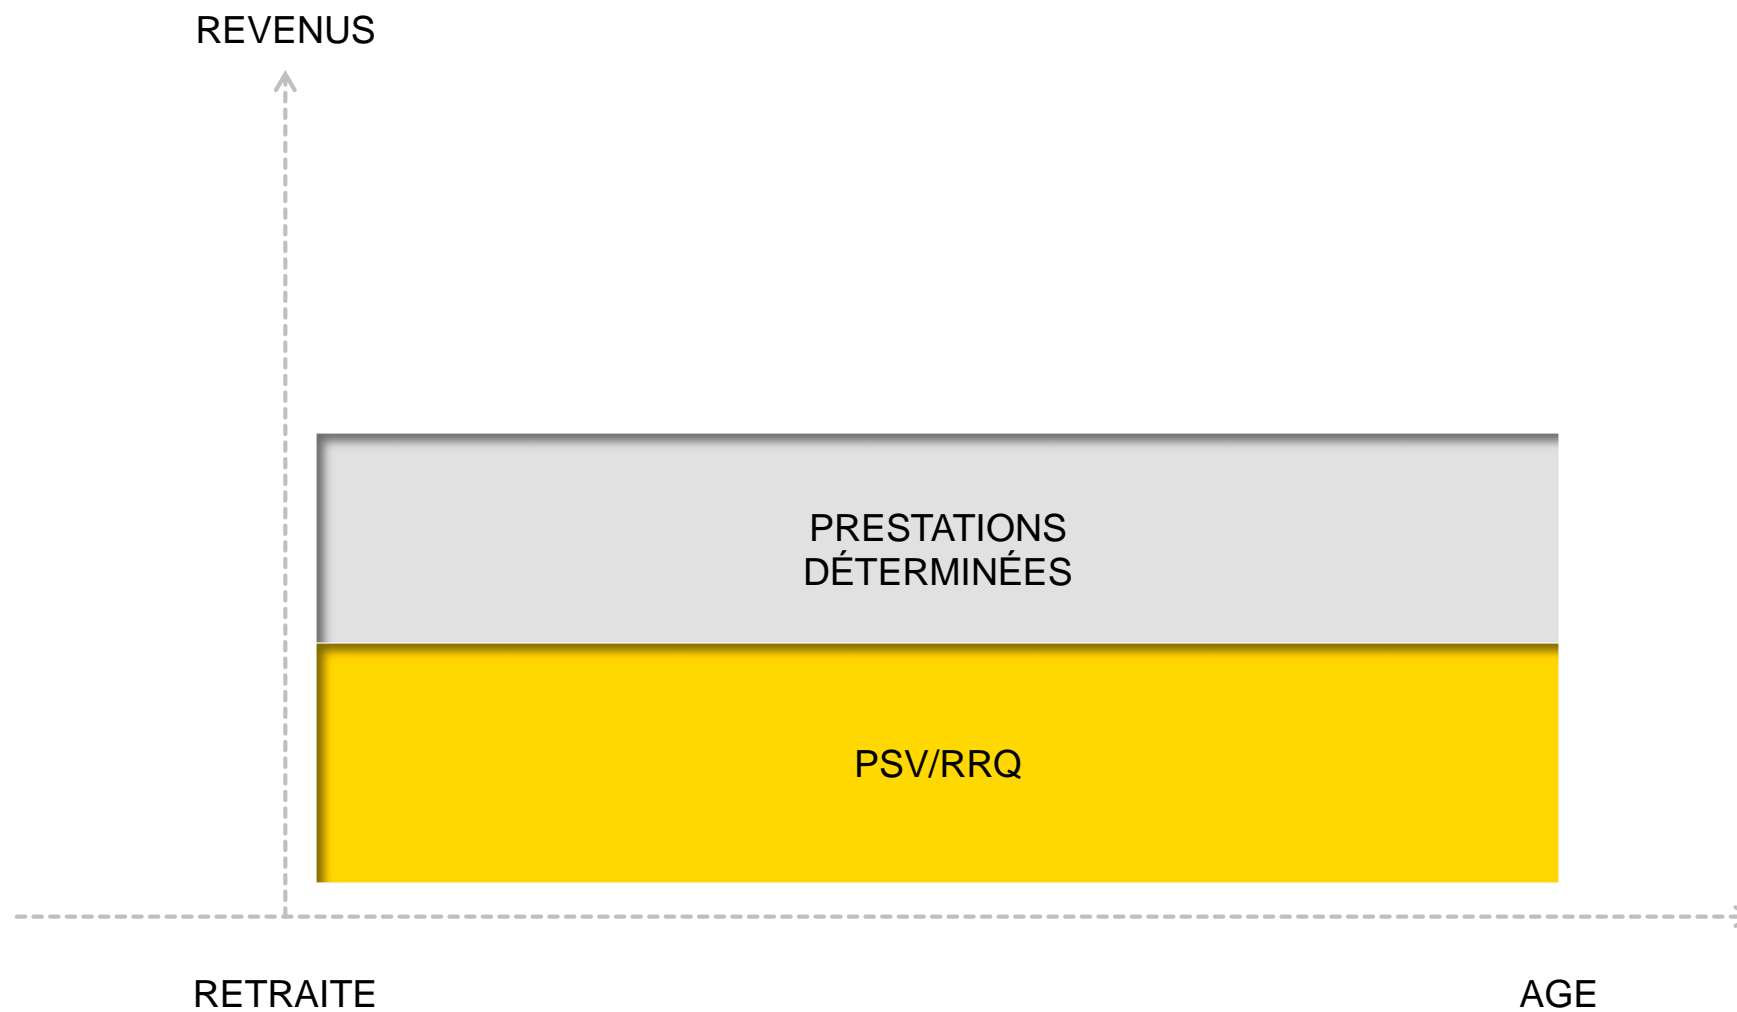 REVENUS
PRESTATIONS
DÉTERMINÉES
PSV/RRQ
RETRAITE
AGE